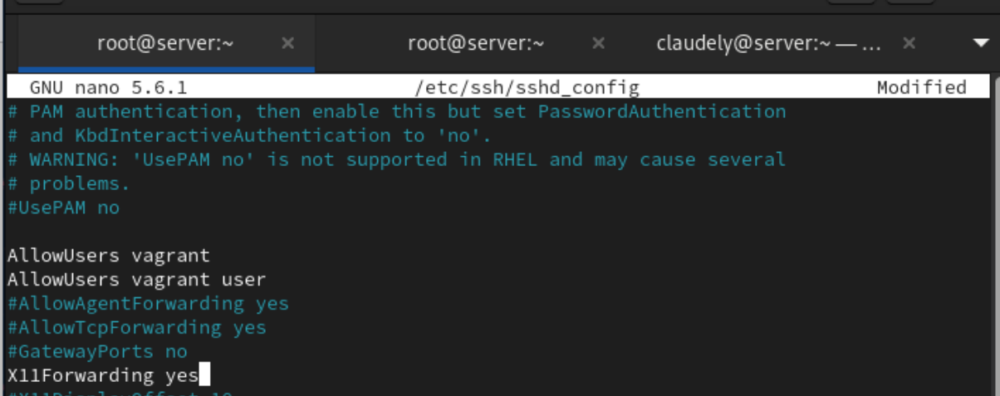 root@server:~ × root@server:~ × claudely@server:~ — ... ×
GNU nano 5.6.1 /etc/ssh/sshd_config Modified
# PAM authentication, then enable this but set PasswordAuthentication
# and KbdInteractiveAuthentication to 'no'.
# WARNING: 'UsePAM no' is not supported in RHEL and may cause several
# problems.
#UsePAM no
AllowUsers vagrant
AllowUsers vagrant user
#AllowAgentForwarding yes
#AllowTcpForwarding yes
#GatewayPorts no
X11Forwarding yes